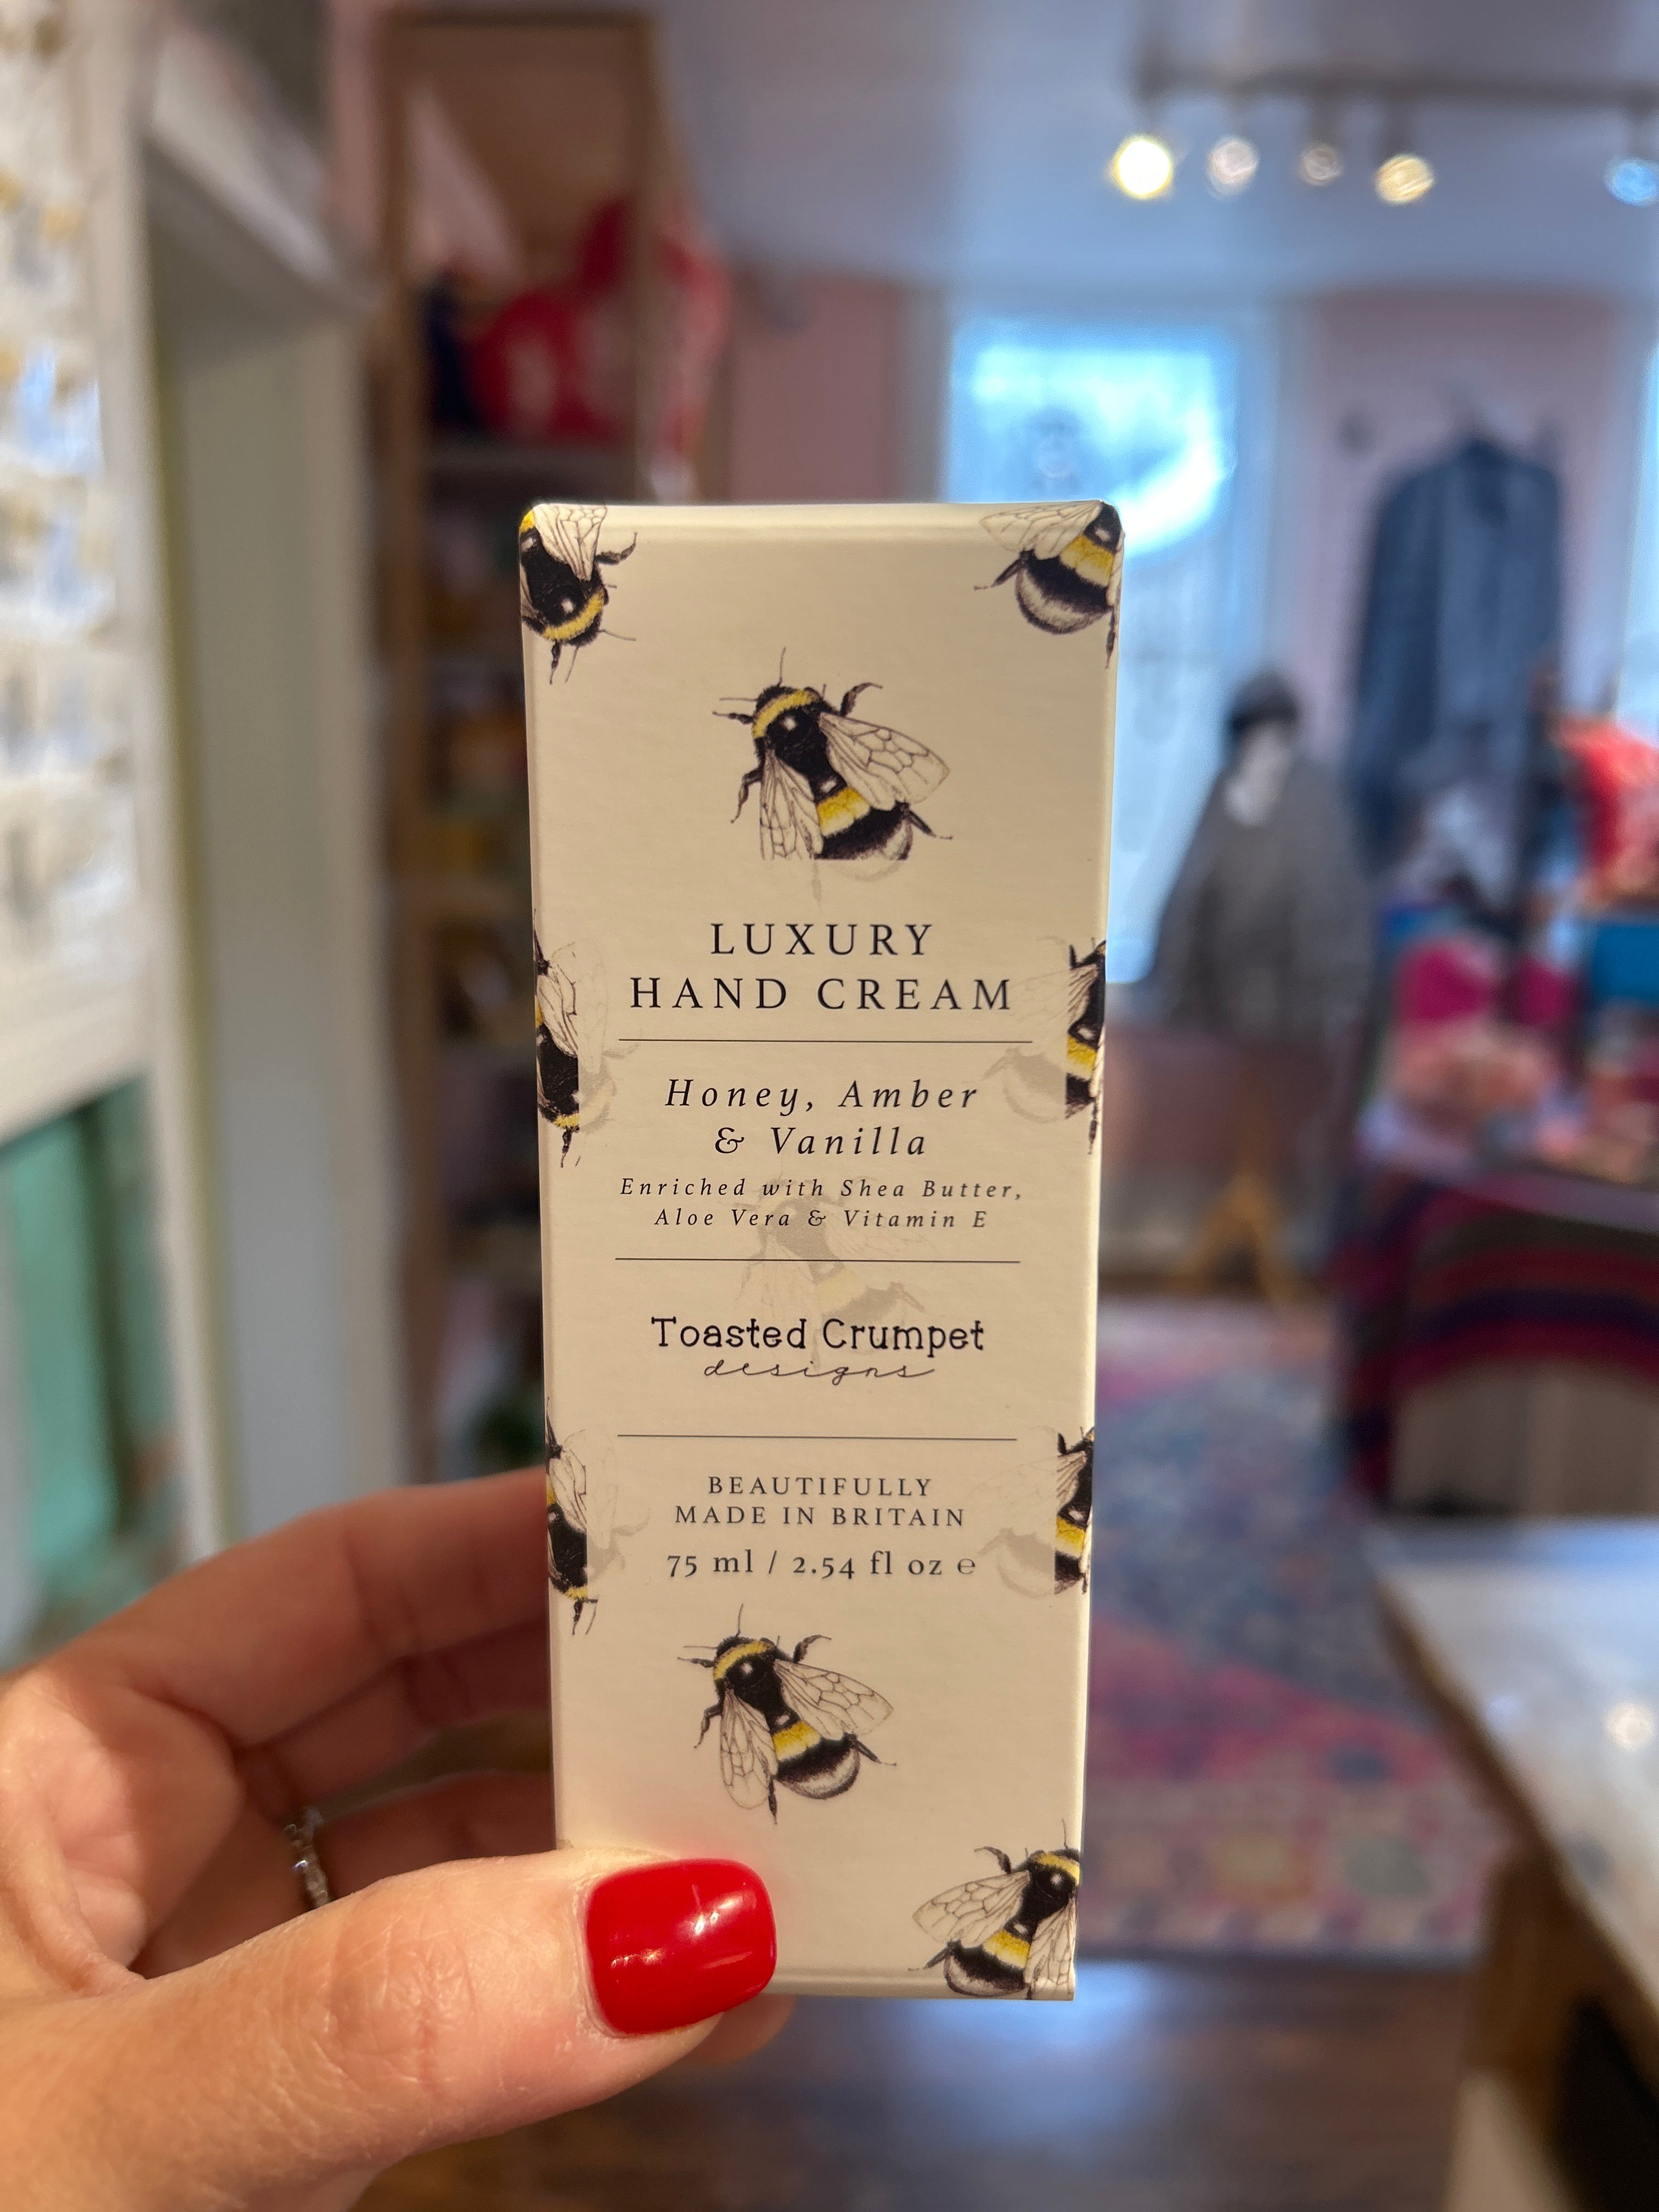 LUXURY
HAND CREAM
Honey, Amber
& Vanilla
Enriched with Shea Butter,
Aloe Vera & Vitamin E
Toasted Crumpet
designs
BEAUTIFULLY
MADE IN BRITAIN
75 ml / 2.54 fl oz ℮